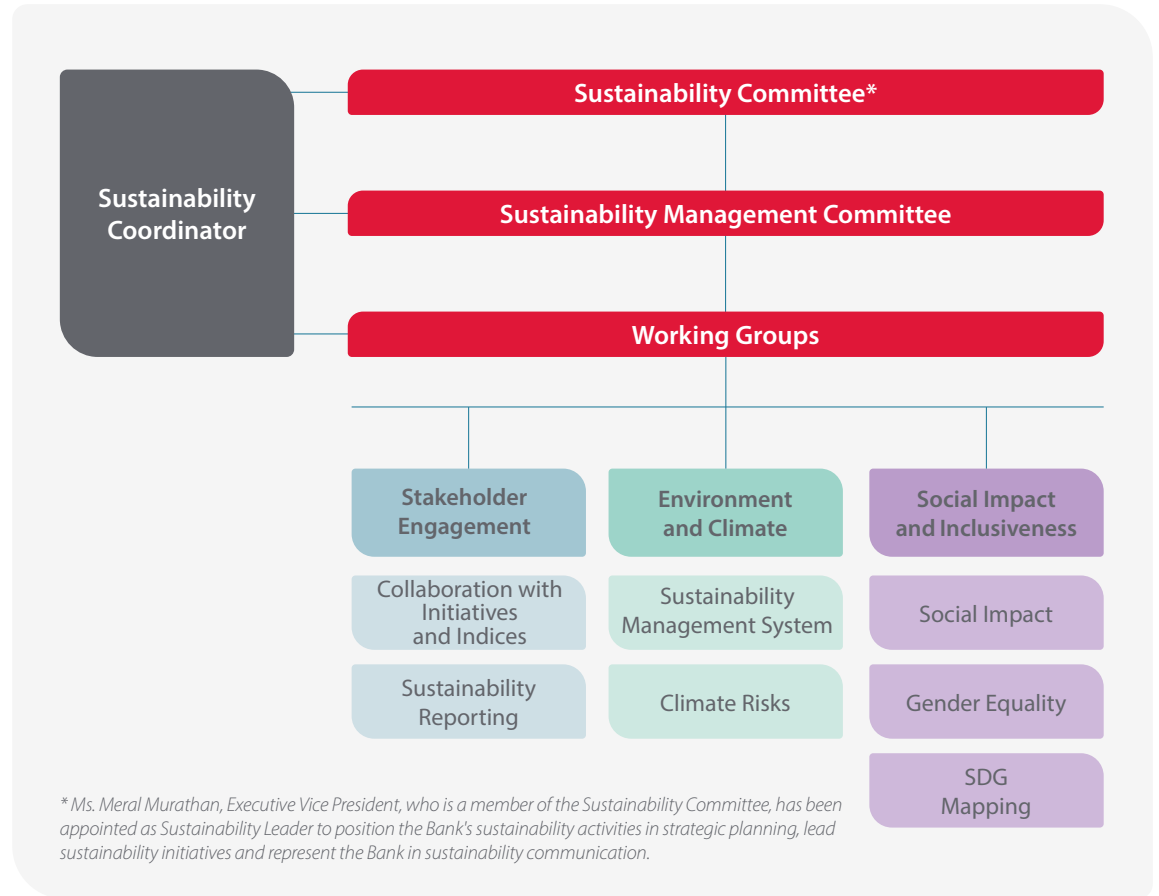 Sustainability
Coordinator
Sustainability Committee*
Sustainability Management Committee
Working Groups
Stakeholder
Engagement
Collaboration with
Initiatives
and Indices
Sustainability
Reporting
Environment
and Climate
Sustainability
Management System
Climate Risks
Social Impact
and Inclusiveness
Social Impact
Gender Equality
SDG
Mapping
* Ms. Meral Murathan, Executive Vice President, who is a member of the Sustainability Committee, has been
appointed as Sustainability Leader to position the Bank's sustainability activities in strategic planning, lead
sustainability initiatives and represent the Bank in sustainability communication.